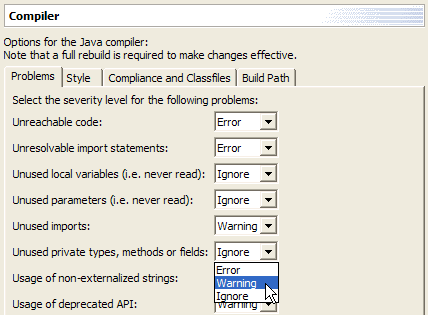 Compiler
Options for the Java compiler:
Note that a full rebuild is required to make changes effective.
Problems Style Compliance and Classfiles Build Path
Select the severity level for the following problems:
Unreachable code: Error
Unresolvable import statements: Error
Unused local variables (i.e. never read): Ignore
Unused parameters (i.e. never read): Ignore
Unused imports: Warning
Unused private types, methods or fields: Ignore
Error
Usage of non-externalized strings: Warning
Ignore
Usage of deprecated API: Warning